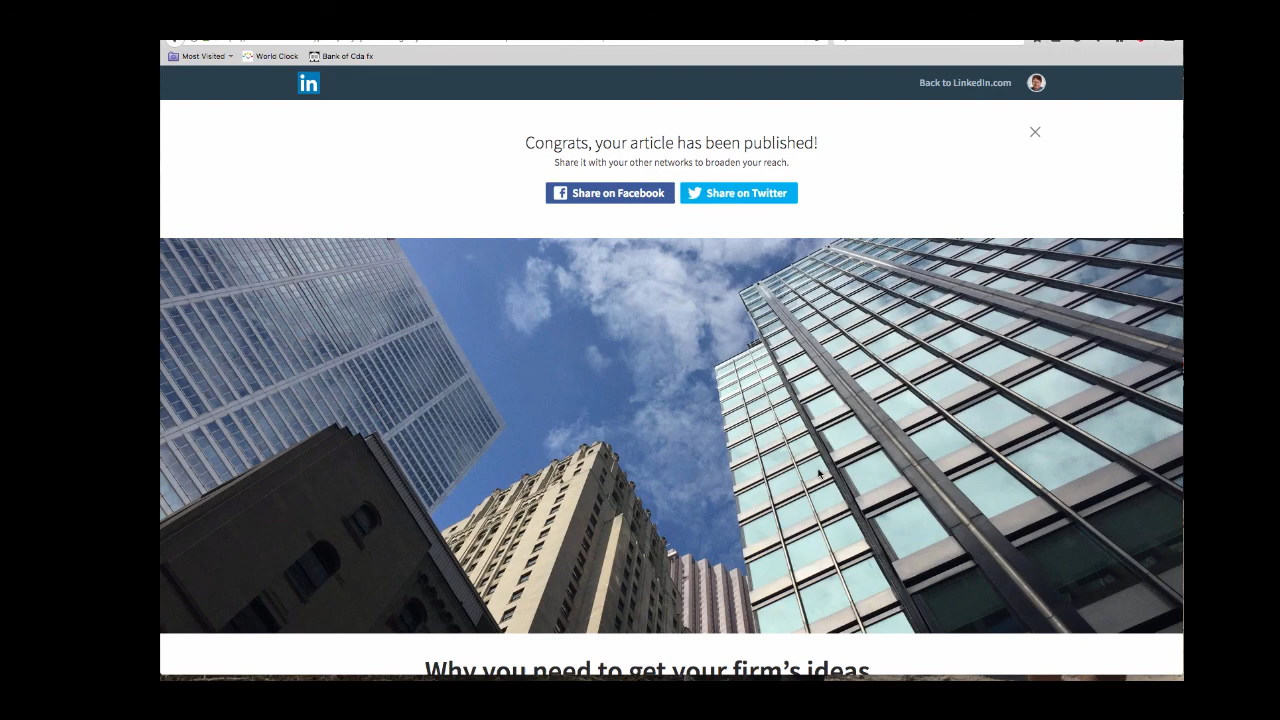 Most Visited
World Clock
Bank of Cda fx
in
Back to LinkedIn.com
Congrats, your article has been published!
Share it with your other networks to broaden your reach.
Share on Facebook
Share on Twitter
Why you need to get your firm's ideas